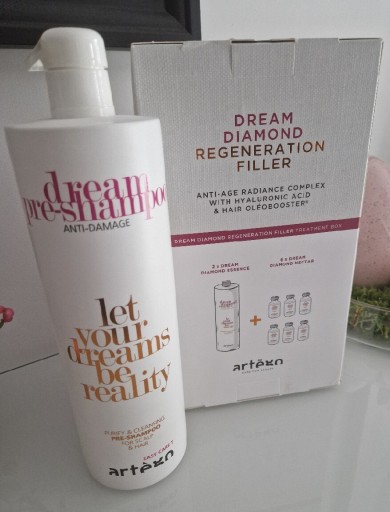 dream
pre-shampoo
ANTI-DAMAGE
let
your
dreams
be
reality
PURIFY & CLEANSING
PRE-SHAMPOO
FOR SCALP
& HAIR
EASY CARE T
artègo
DREAM
DIAMOND
REGENERATION
FILLER
ANTI-AGE RADIANCE COMPLEX
WITH HYALURONIC ACID
& HAIR OLEOBOOSTER®
DREAM DIAMOND REGENERATION FILLER TREATMENT BOX
DREAM
DIAMOND ESSENCE
6 x DREAM
DIAMOND NECTAR
+
artègo